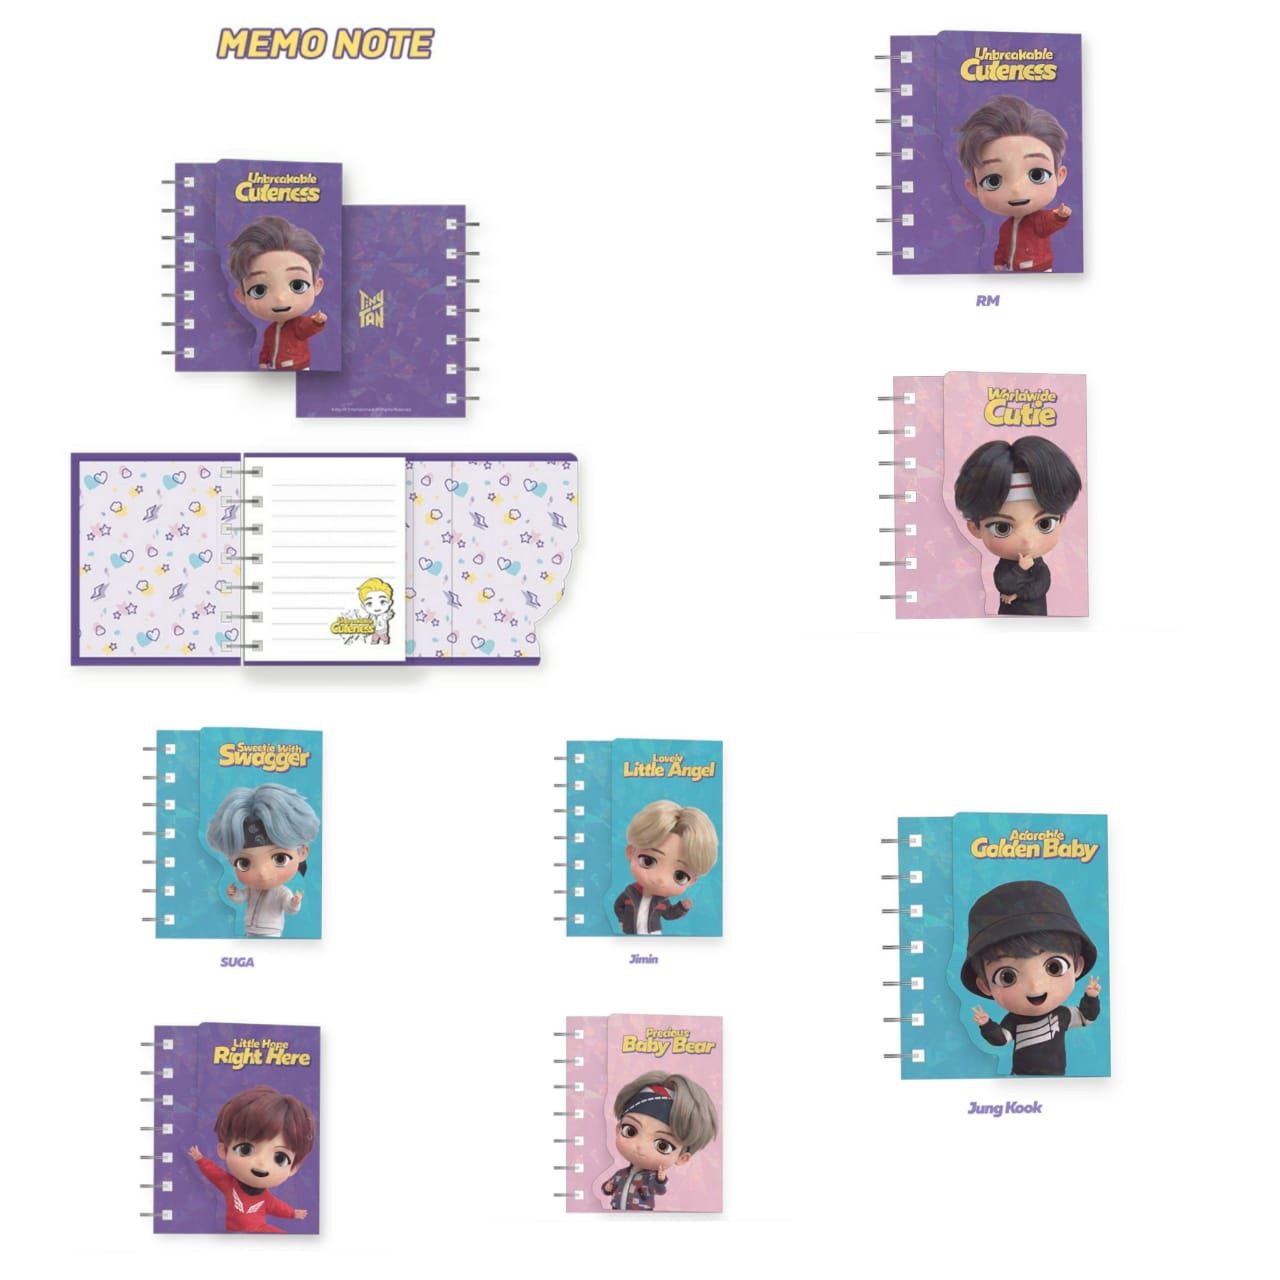 MEMO NOTE
Unbreakable
Cuteness
Unbreakable
Cuteness
TINY
TAN
RM
Worldwide
Cutie
Unbreakable
Cuteness
Sweetie With
Swagger
Lovely
Little Angel
SUGA
Jimin
Adorable
Golden Baby
Little Hope
Right Here
Precious
Baby Bear
Jung Kook